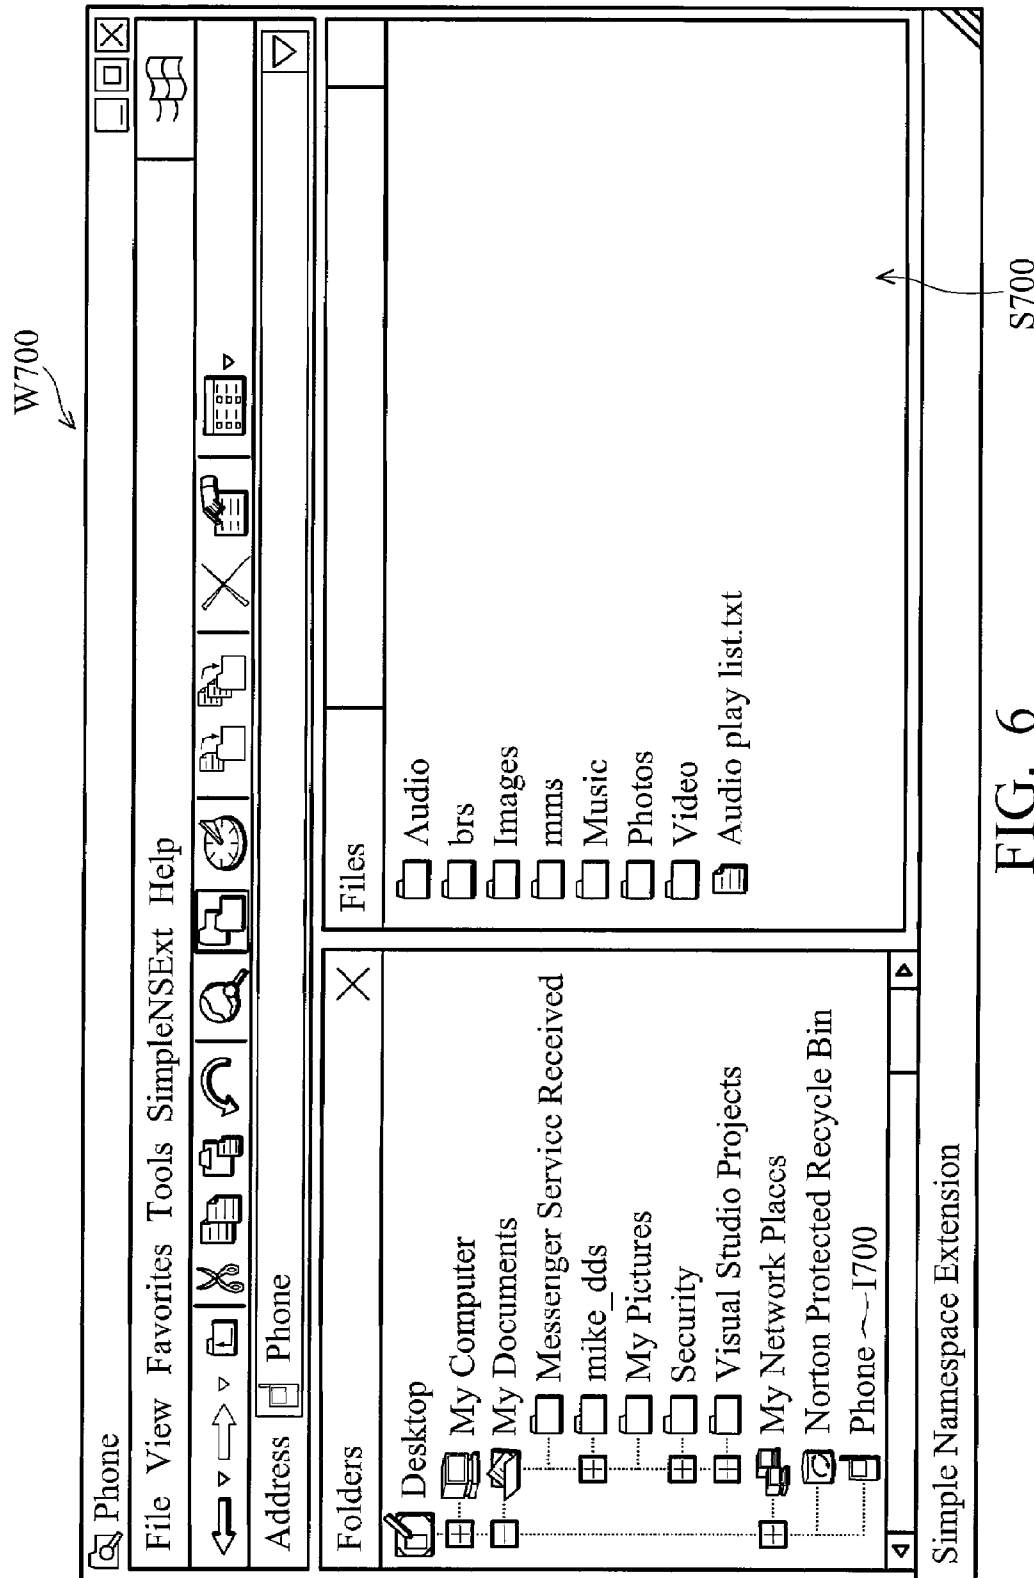 W700
Phone
File View Favorites Tools SimpleNSExt Help
Address Phone
Folders
Desktop
My Computer
My Documents
Messenger Servicc Received
mike_dds
My Pictures
Security
Visual Studio Projects
My Network Placcs
Norton Protected Recycle Bin
Phone I700
Files
Audio
brs
Images
mms
Music
Photos
Video
Audio play list.txt
S700
Simple Namespace Extension
FIG. 6